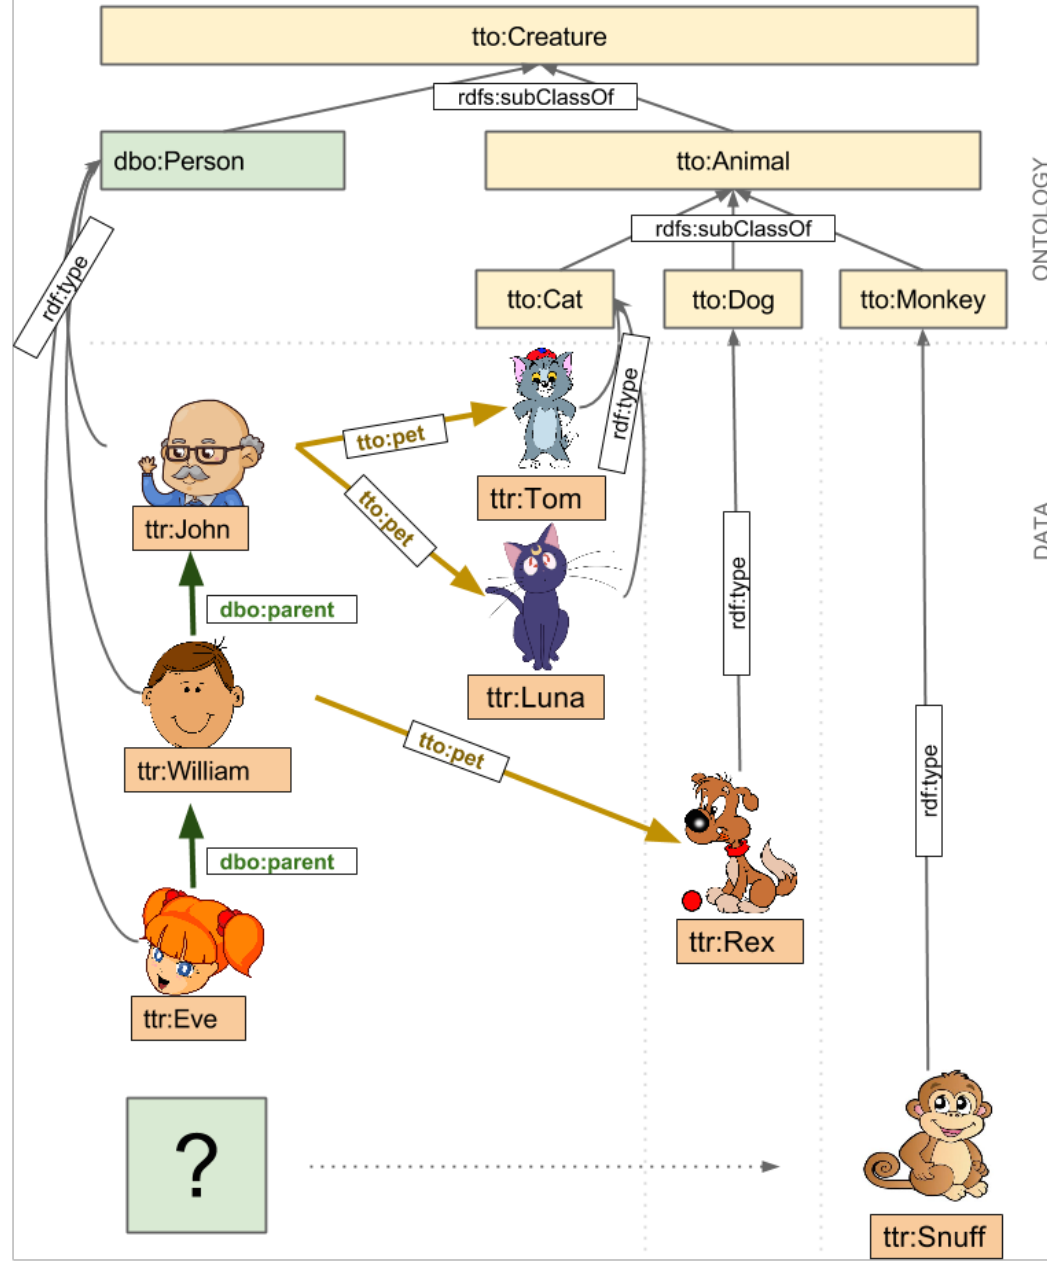 tto:Creature
rdfs:subClassOf
dbo:Person
tto:Animal
ONTOLOGY
rdfs:subClassOf
rdf:type
tto:Cat
tto:Dog
tto:Monkey
rdf:type
tto:pet
ttr:Tom
tto:pet
ttr:John
DATA
rdf:type
dbo:parent
ttr:Luna
tto:pet
ttr:William
rdf:type
dbo:parent
ttr:Rex
ttr:Eve
?
ttr:Snuff